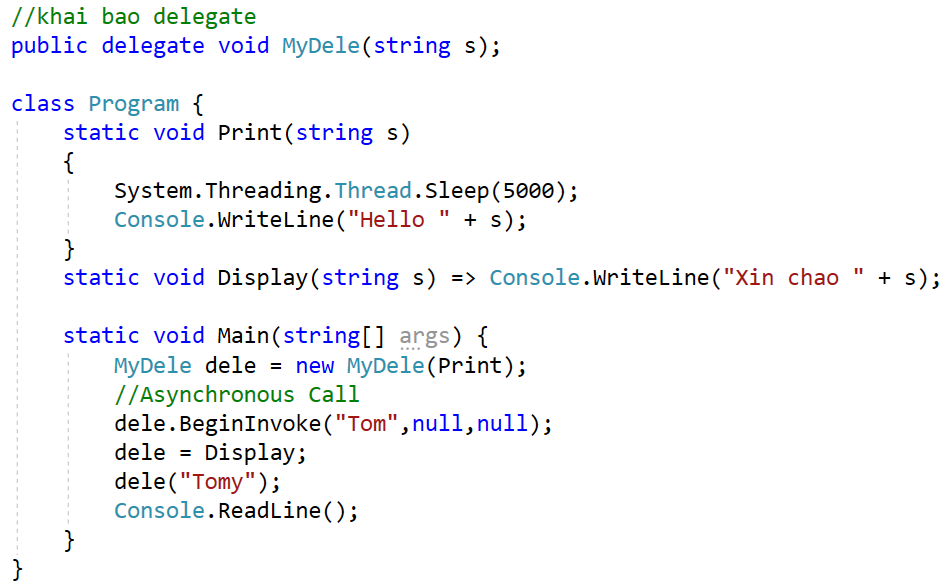 //khai bao delegate
public delegate void MyDele(string s);

class Program {
    static void Print(string s)
    {
        System.Threading.Thread.Sleep(5000);
        Console.WriteLine("Hello " + s);
    }
    static void Display(string s) => Console.WriteLine("Xin chao " + s);

    static void Main(string[] args) {
        MyDele dele = new MyDele(Print);
        //Asynchronous Call
        dele.BeginInvoke("Tom",null,null);
        dele = Display;
        dele("Tomy");
        Console.ReadLine();
    }
}